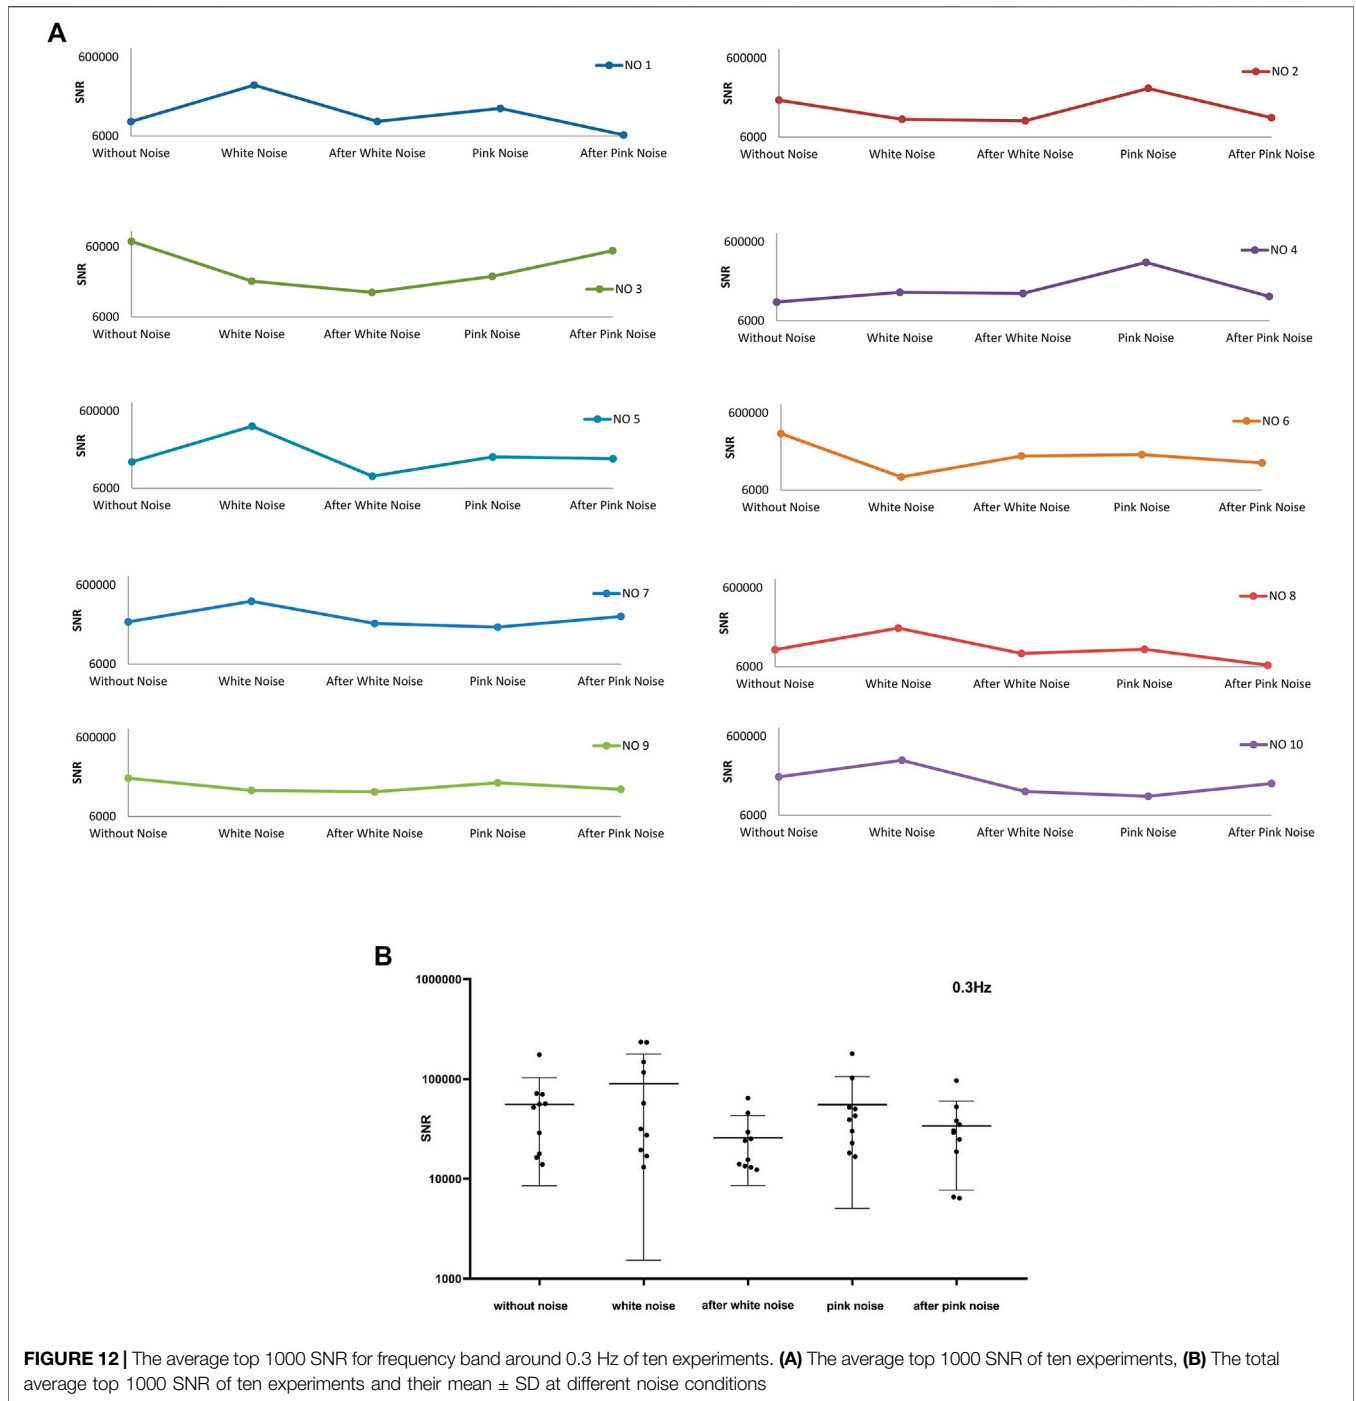 A
600000
SNR
6000
NO 1
Without Noise White Noise After White Noise Pink Noise After Pink Noise
600000
SNR
6000
NO 2
Without Noise White Noise After White Noise Pink Noise After Pink Noise
60000
SNR
6000
NO 3
Without Noise White Noise After White Noise Pink Noise After Pink Noise
600000
SNR
6000
NO 4
Without Noise White Noise After White Noise Pink Noise After Pink Noise
600000
SNR
6000
NO 5
Without Noise White Noise After White Noise Pink Noise After Pink Noise
600000
SNR
6000
NO 6
Without Noise White Noise After White Noise Pink Noise After Pink Noise
600000
SNR
6000
NO 7
Without Noise White Noise After White Noise Pink Noise After Pink Noise
600000
SNR
6000
NO 8
Without Noise White Noise After White Noise Pink Noise After Pink Noise
600000
SNR
6000
NO 9
Without Noise White Noise After White Noise Pink Noise After Pink Noise
600000
SNR
6000
NO 10
Without Noise White Noise After White Noise Pink Noise After Pink Noise
B
0.3Hz
1000000
100000
SNR
10000
1000
without noise white noise after white noise pink noise after pink noise
FIGURE 12 | The average top 1000 SNR for frequency band around 0.3 Hz of ten experiments. (A) The average top 1000 SNR of ten experiments, (B) The total
average top 1000 SNR of ten experiments and their mean ± SD at different noise conditions